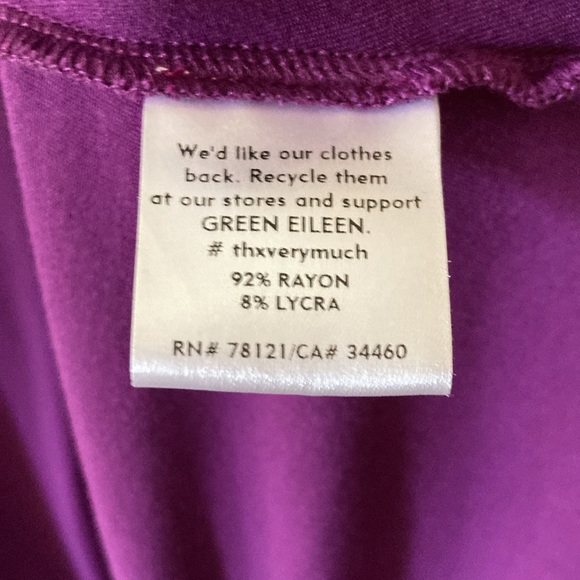 We'd like our clothes
back. Recycle them
at our stores and support
GREEN EILEEN.
# thxverymuch
92% RAYON
8% LYCRA
RN# 78121/CA# 34460